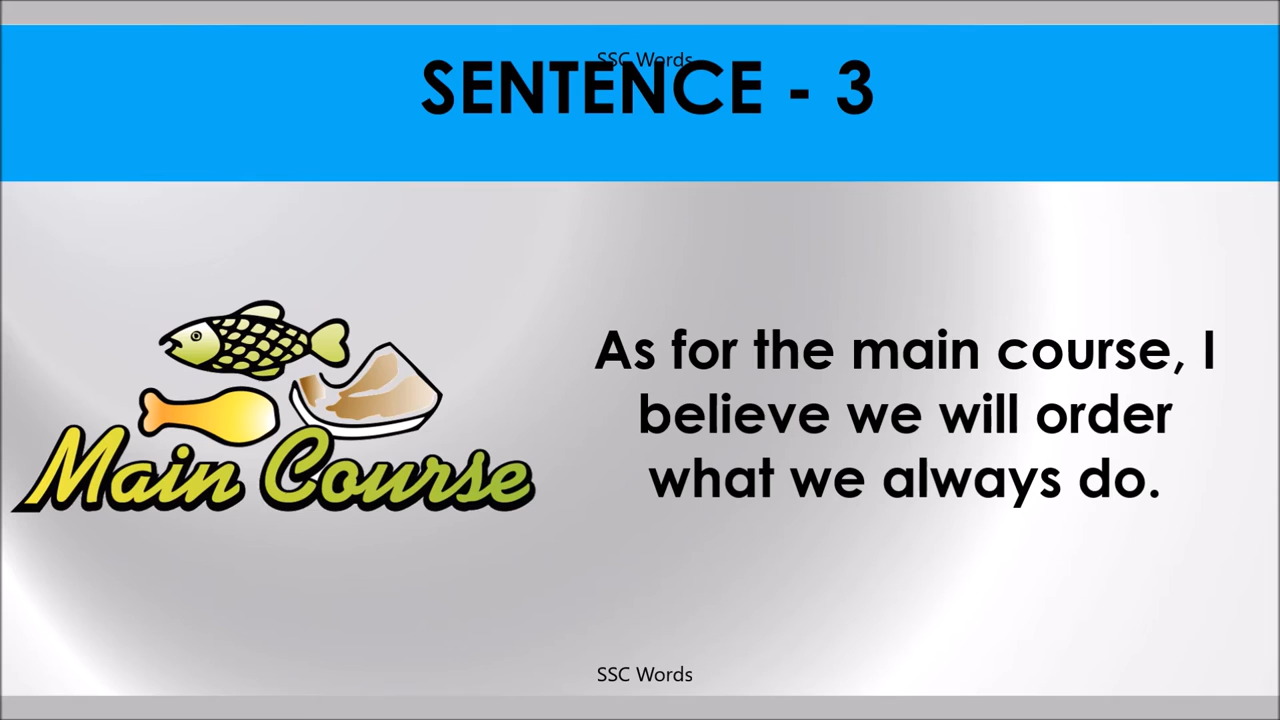 SSC Words
SENTENCE - 3
Main Course
As for the main course, I
believe we will order
what we always do.
SSC Words